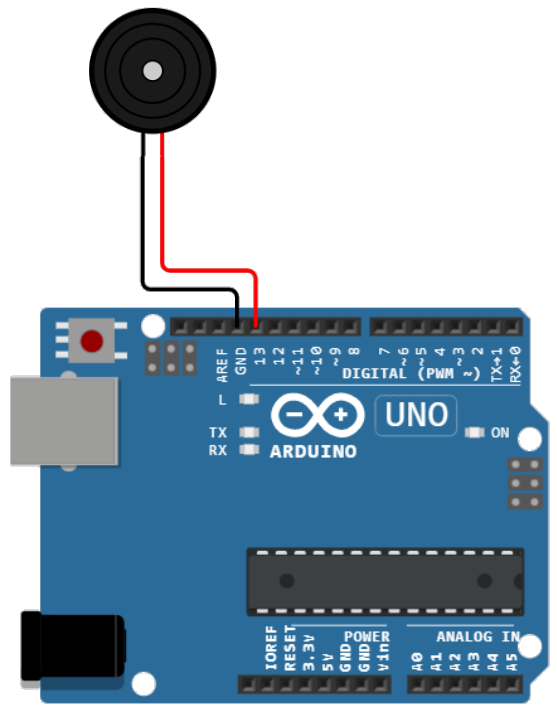 AREF
GND
13
12
~11
~10
~9
8
7
~6
~5
4
~3
2
TX→1
RX←0
DIGITAL (PWM ~)
L
TX
RX
ARDUINO
UNO
ON
POWER
ANALOG IN
IOREF
RESET
3.3V
5V
GND
GND
Vin
A0
A1
A2
A3
A4
A5